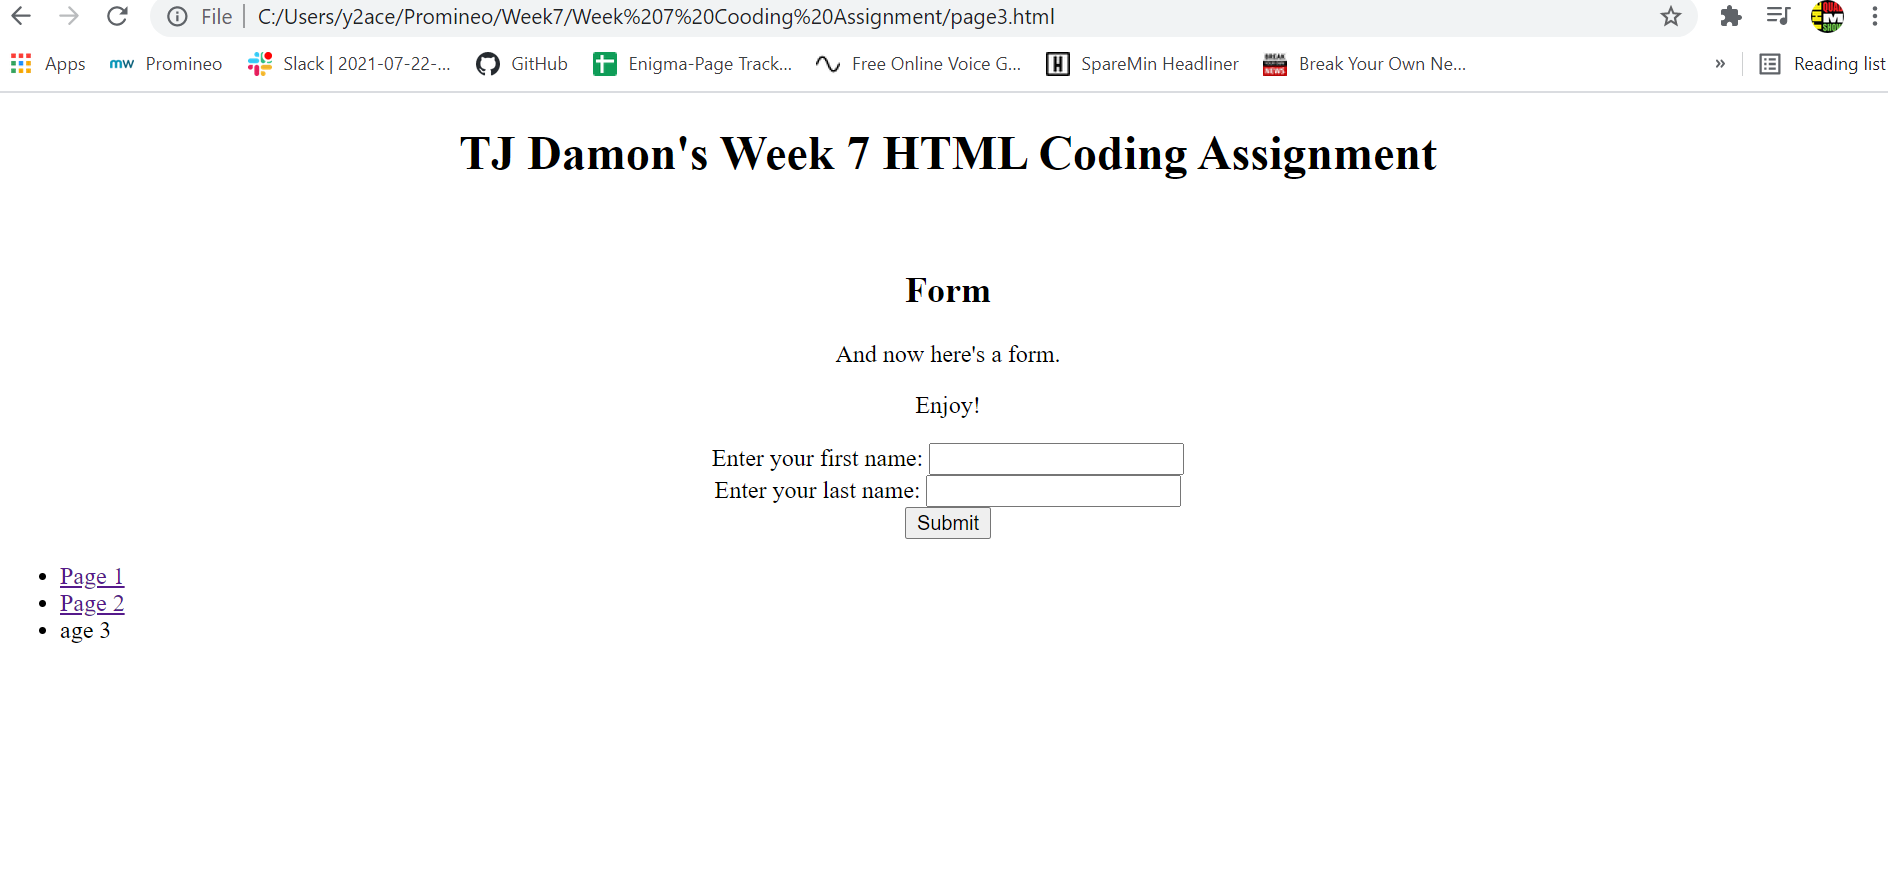 File C:/Users/y2ace/Promineo/Week7/Week%207%20Cooding%20Assignment/page3.html
Apps mw Promineo Slack | 2021-07-22-... GitHub Enigma-Page Track... Free Online Voice G... H SpareMin Headliner BREAK NEWS Break Your Own Ne... » Reading list
TJ Damon's Week 7 HTML Coding Assignment
Form
And now here's a form.
Enjoy!
Enter your first name:
Enter your last name:
Submit
Page 1
Page 2
age 3